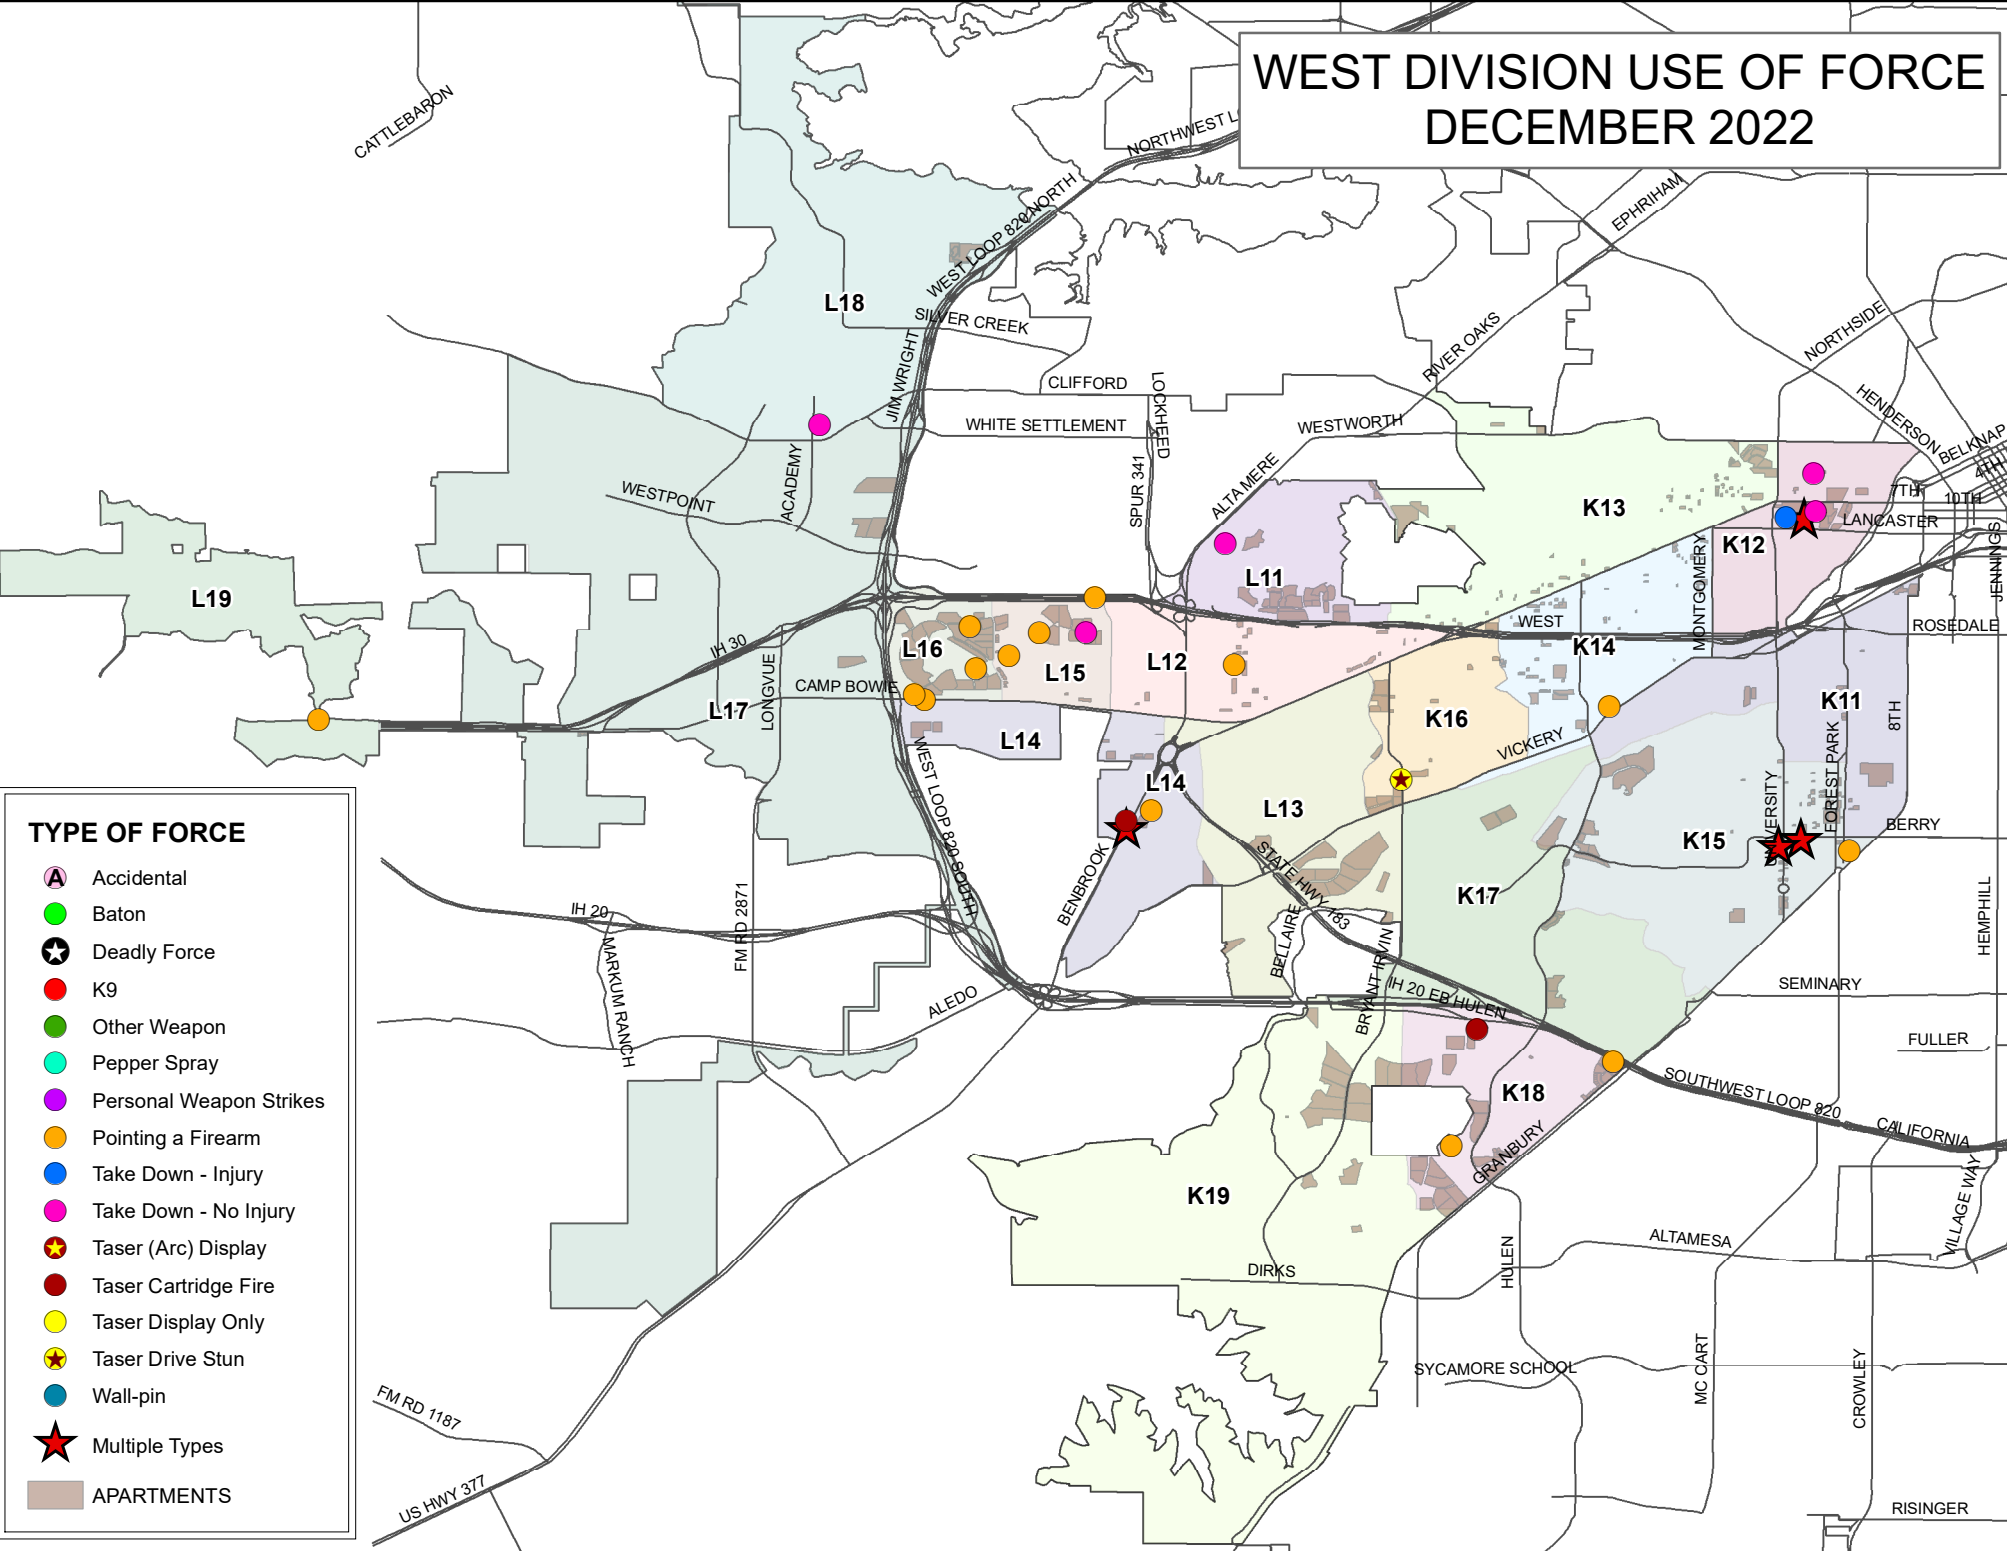 WEST DIVISION USE OF FORCE
DECEMBER 2022
CATTLEBARON
NORTHWEST L
WEST LOOP 820 NORTH
EPHRIHAM
L18
SILVER CREEK
JIM WRIGHT
RIVER OAKS
NORTHSIDE
CLIFFORD
LOCKHEED
WHITE SETTLEMENT
WESTWORTH
HENDERSON
BELKNAP
4TH
ALTA MERE
SPUR 341
ACADEMY
WESTPOINT
K13
7TH
10TH
LANCASTER
K12
MONTGOMERY
JENNINGS
L19
L11
WEST
ROSEDALE
IH 30
L16
L15
L12
K14
CAMP BOWIE
LONGVUE
L17
K16
K11
8TH
L14
VICKERY
FOREST PARK
WEST LOOP 820 SOUTH
L14
L13
UNIVERSITY
K15
BERRY
BENBROOK
STATE HWY 183
K17
HEMPHILL
FM RD 2871
IH 20
MARKUM RANCH
BELLAIRE
BRYANT IRVIN
IH 20 EB HULEN
SEMINARY
ALEDO
FULLER
K18
SOUTHWEST LOOP 820
CALIFORNIA
GRANBURY
K19
VILLAGE WAY
ALTAMESA
HULEN
DIRKS
SYCAMORE SCHOOL
MC CART
CROWLEY
FM RD 1187
US HWY 377
RISINGER
TYPE OF FORCE
A Accidental
Baton
Deadly Force
K9
Other Weapon
Pepper Spray
Personal Weapon Strikes
Pointing a Firearm
Take Down - Injury
Take Down - No Injury
Taser (Arc) Display
Taser Cartridge Fire
Taser Display Only
Taser Drive Stun
Wall-pin
Multiple Types
APARTMENTS